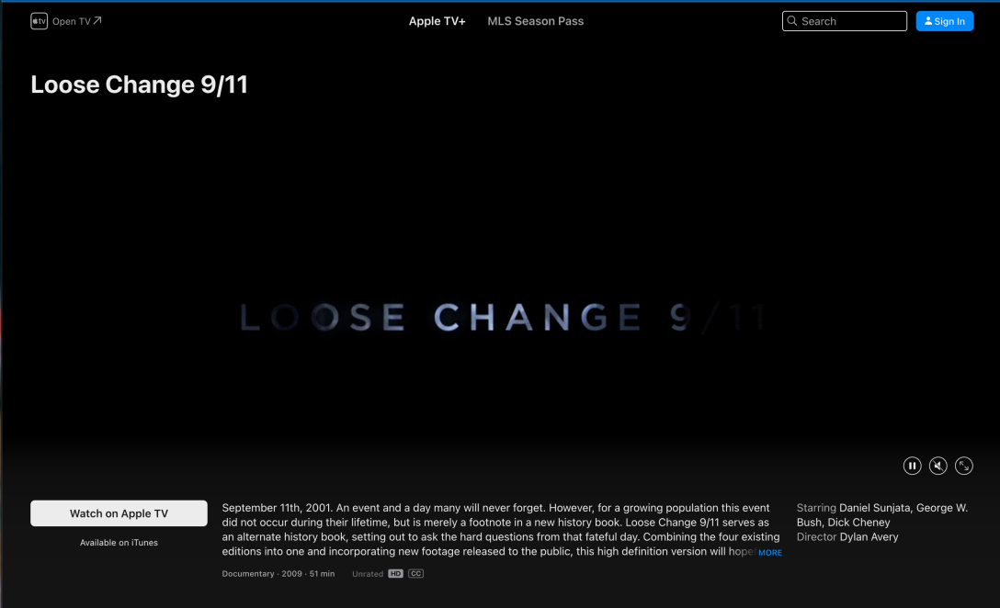 tv Open TV
Apple TV+ MLS Season Pass
Search
Sign In
Loose Change 9/11
LOOSE CHANGE 9/11
Watch on Apple TV
Available on iTunes
September 11th, 2001. An event and a day many will never forget. However, for a growing population this event
did not occur during their lifetime, but is merely a footnote in a new history book. Loose Change 9/11 serves as
an alternate history book, setting out to ask the hard questions from that fateful day. Combining the four existing
editions into one and incorporating new footage released to the public, this high definition version will hope MORE
Documentary · 2009 · 51 min Unrated HD CC
Starring Daniel Sunjata, George W.
Bush, Dick Cheney
Director Dylan Avery